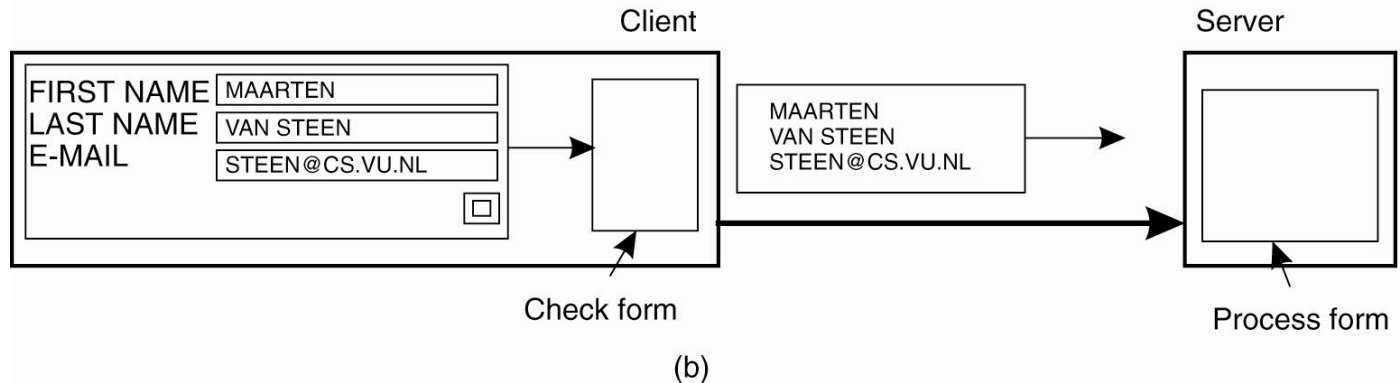 Client
Server
FIRST NAME MAARTEN
LAST NAME VAN STEEN
E-MAIL STEEN@CS.VU.NL
MAARTEN
VAN STEEN
STEEN@CS.VU.NL
Check form
Process form
(b)